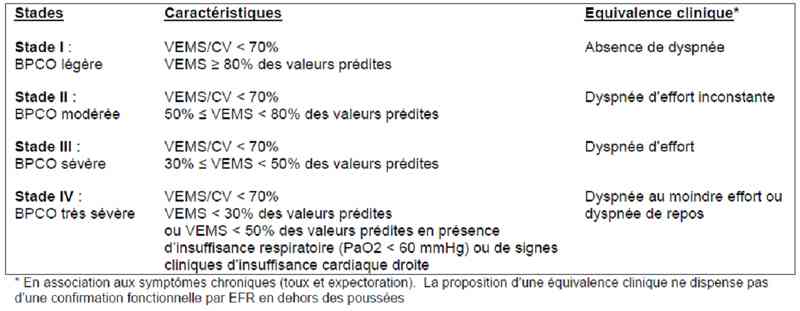 Stades Caractéristiques Equivalence clinique*
Stade I : VEMS/CV < 70% Absence de dyspnée
BPCO légère VEMS ≥ 80% des valeurs prédites
Stade II : VEMS/CV < 70% Dyspnée d'effort inconstante
BPCO modérée 50% ≤ VEMS < 80% des valeurs prédites
Stade III : VEMS/CV < 70% Dyspnée d'effort
BPCO sévère 30% ≤ VEMS < 50% des valeurs prédites
Stade IV : VEMS/CV < 70% Dyspnée au moindre effort ou
BPCO très sévère VEMS < 30% des valeurs prédites dyspnée de repos
ou VEMS < 50% des valeurs prédites en présence
d'insuffisance respiratoire (PaO2 < 60 mmHg) ou de signes
cliniques d'insuffisance cardiaque droite
* En association aux symptômes chroniques (toux et expectoration). La proposition d'une équivalence clinique ne dispense pas
d'une confirmation fonctionnelle par EFR en dehors des poussées